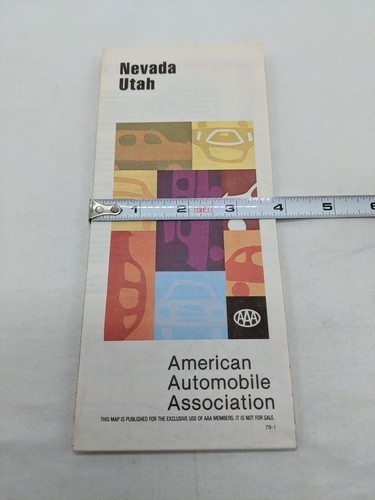 Nevada
Utah
1 2 3 4 5 6
AAA
American
Automobile
Association
THIS MAP IS PUBLISHED FOR THE EXCLUSIVE USE OF AAA MEMBERS. IT IS NOT FOR SALE.
79-1